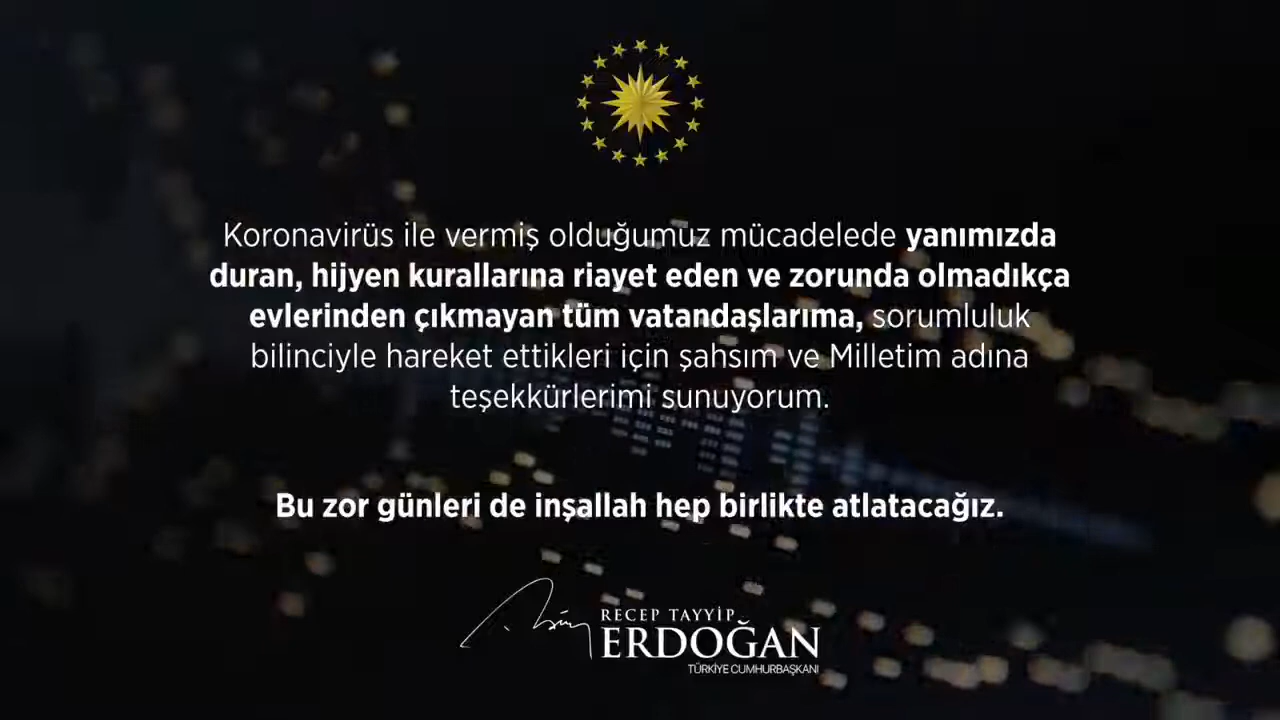 Koronavirüs ile vermiş olduğumuz mücadelede yanımızda
duran, hijyen kurallarına riayet eden ve zorunda olmadıkça
evlerinden çıkmayan tüm vatandaşlarıma, sorumluluk
bilinciyle hareket ettikleri için şahsım ve Milletim adına
teşekkürlerimi sunuyorum.
Bu zor günleri de inşallah hep birlikte atlatacağız.
RECEP TAYYİP
ERDOĞAN
TÜRKİYE CUMHURBAŞKANI